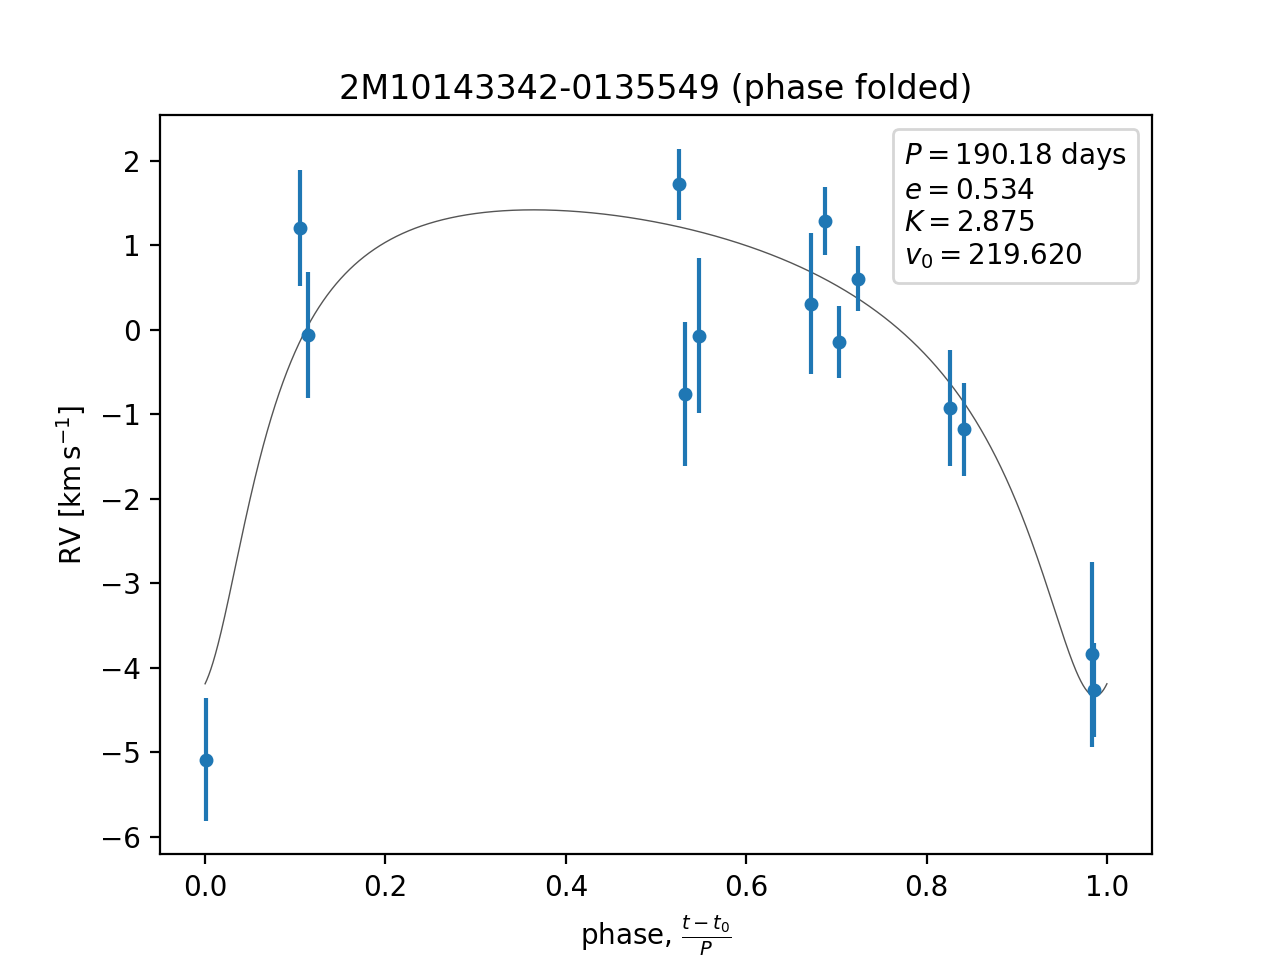 2M10143342-0135549 (phase folded)
P = 190.18 days
e = 0.534
K = 2.875
v₀ = 219.620
RV [km s⁻¹]
2
1
0
−1
−2
−3
−4
−5
−6
0.0 0.2 0.4 0.6 0.8 1.0
phase, (t − t₀)/P